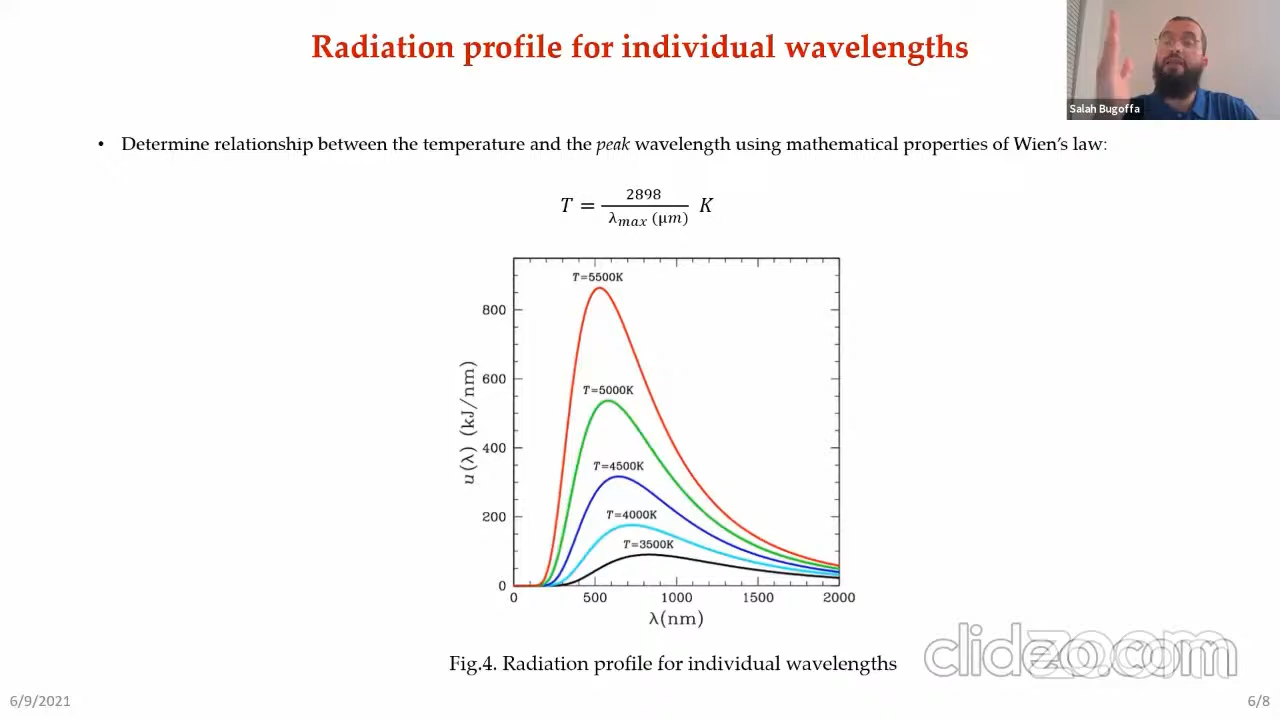 Radiation profile for individual wavelengths
Salah Bugoffa
• Determine relationship between the temperature and the peak wavelength using mathematical properties of Wien's law:
T = 2898 / λmax (μm) K
T=5500K
800
T=5000K
600
T=4500K
400
T=4000K
200
T=3500K
0
0 500 1000 1500 2000
u(λ) (kJ/nm)
λ(nm)
Fig.4. Radiation profile for individual wavelengths
6/9/2021
6/8